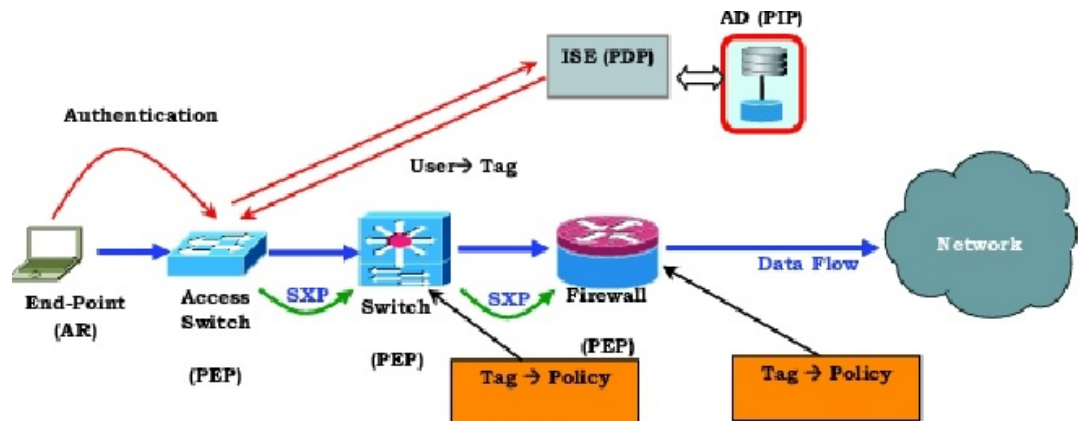 AD (PIP)
ISE (PDP)
Authentication
User→ Tag
Network
Data Flow
SXP
SXP
End-Point
(AR)
Access
Switch
(PEP)
Switch
(PEP)
Firewall
(PEP)
Tag → Policy
Tag → Policy